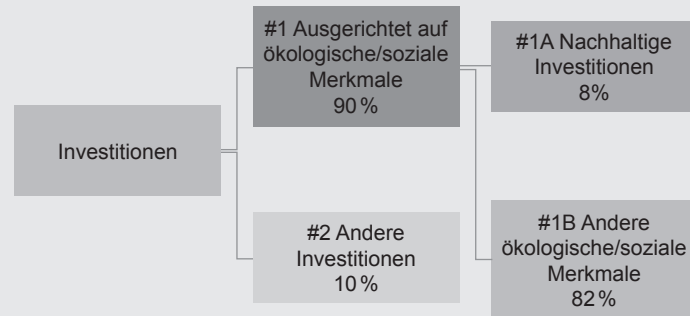 Investitionen
#1 Ausgerichtet auf
ökologische/soziale
Merkmale
90 %
#2 Andere
Investitionen
10 %
#1A Nachhaltige
Investitionen
8%
#1B Andere
ökologische/soziale
Merkmale
82 %